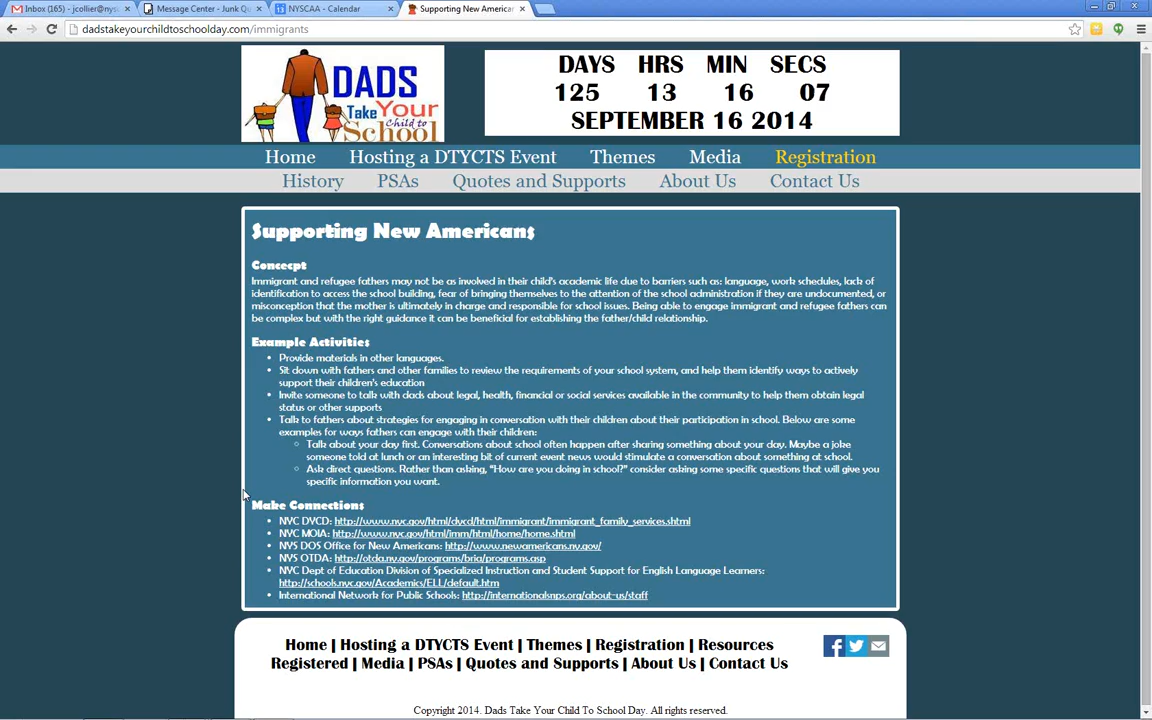 Inbox (165) - jcollier@nys
Message Center - Junk Qu
NYSCAA - Calendar
Supporting New American
dadstakeyourchildtoschoolday.com/immigrants
DADS
Take Your
Child to
School
DAYS HRS MIN SECS
125 13 16 07
SEPTEMBER 16 2014
Home Hosting a DTYCTS Event Themes Media Registration
History PSAs Quotes and Supports About Us Contact Us
Supporting New Americans
Concecpt
Immigrant and refugee fathers may not be as involved in their child's academic life due to barriers such as: language, work schedules, lack of
identification to access the school building, fear of bringing themselves to the attention of the school administration if they are undocumented, or
misconception that the mother is ultimately in charge and responsible for school issues. Being able to engage immigrant and refugee fathers can
be complex but with the right guidance it can be beneficial for establishing the father/child relationship.
Example Activities
• Provide materials in other languages.
• Sit down with fathers and other families to review the requirements of your school system, and help them identify ways to actively
support their children's education
• Invite someone to talk with dads about legal, health, financial or social services available in the community to help them obtain legal
status or other supports
• Talk to fathers about strategies for engaging in conversation with their children about their participation in school. Below are some
examples for ways fathers can engage with their children:
○ Talk about your day first. Conversations about school often happen after sharing something about your day. Maybe a joke
someone told at lunch or an interesting bit of current event news would stimulate a conversation about something at school.
○ Ask direct questions. Rather than asking, "How are you doing in school?" consider asking some specific questions that will give you
specific information you want.
Make Connections
• NYC DYCD: http://www.nyc.gov/html/dycd/html/immigrant/immigrant_family_services.shtml
• NYC MOIA: http://www.nyc.gov/html/imm/html/home/home.shtml
• NYS DOS Office for New Americans: http://www.newamericans.ny.gov/
• NYS OTDA: http://otda.ny.gov/programs/bria/programs.asp
• NYC Dept of Education Division of Specialized Instruction and Student Support for English Language Learners:
http://schools.nyc.gov/Academics/ELL/default.htm
• International Network for Public Schools: http://internationalsnps.org/about-us/staff
Home | Hosting a DTYCTS Event | Themes | Registration | Resources
Registered | Media | PSAs | Quotes and Supports | About Us | Contact Us
Copyright 2014. Dads Take Your Child To School Day. All rights reserved.